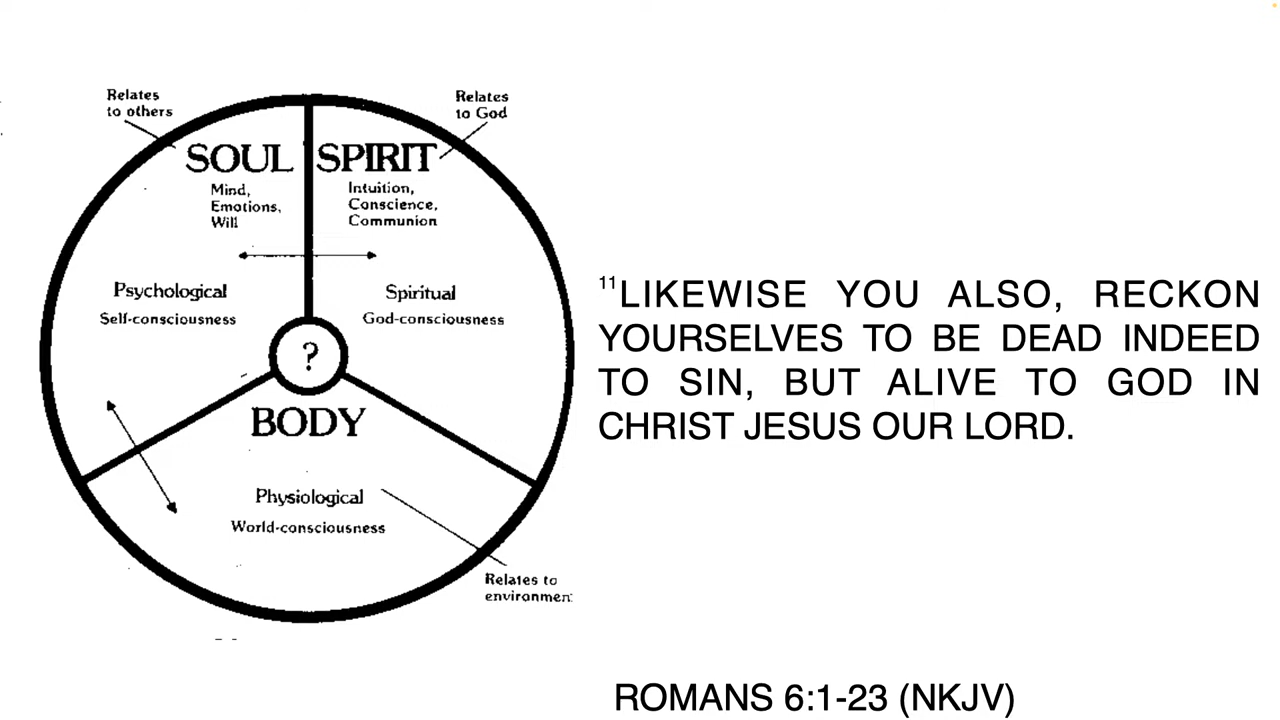 Relates
to others
Relates
to God
SOUL
SPIRIT
Mind,
Emotions,
Will
Intuition,
Conscience,
Communion
Psychological
Self-consciousness
Spiritual
God-consciousness
?
BODY
Physiological
World-consciousness
Relates to
environmen
11LIKEWISE YOU ALSO, RECKON
YOURSELVES TO BE DEAD INDEED
TO SIN, BUT ALIVE TO GOD IN
CHRIST JESUS OUR LORD.
ROMANS 6:1-23 (NKJV)